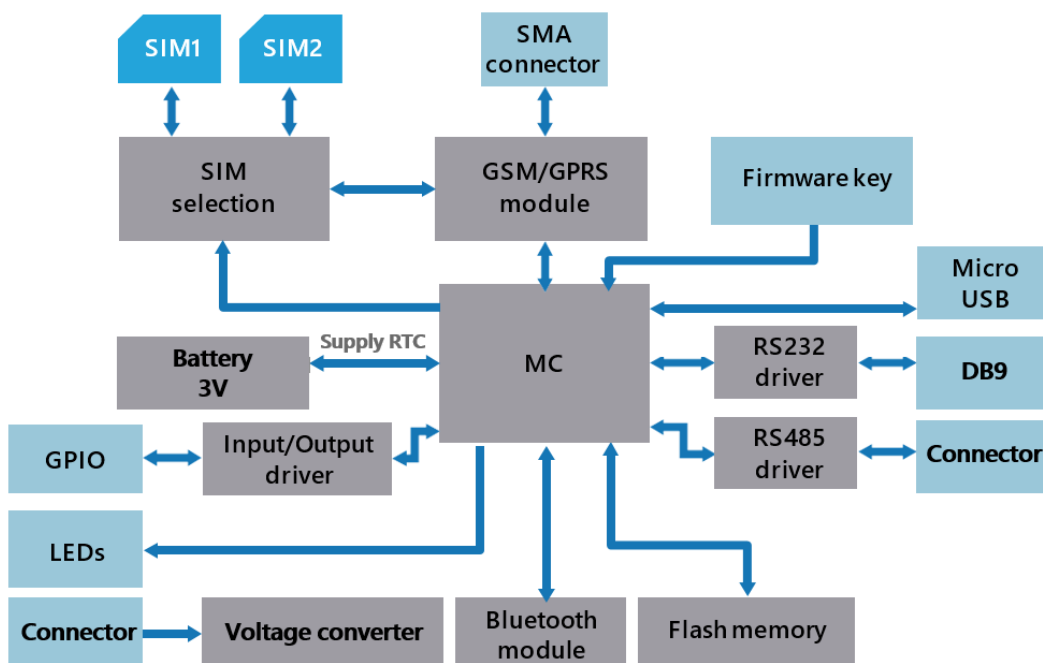 SIM1
SIM2
SMA
connector
SIM
selection
GSM/GPRS
module
Firmware key
Micro
USB
Supply RTC
Battery
3V
MC
RS232
driver
DB9
GPIO
Input/Output
driver
RS485
driver
Connector
LEDs
Connector
Voltage converter
Bluetooth
module
Flash memory